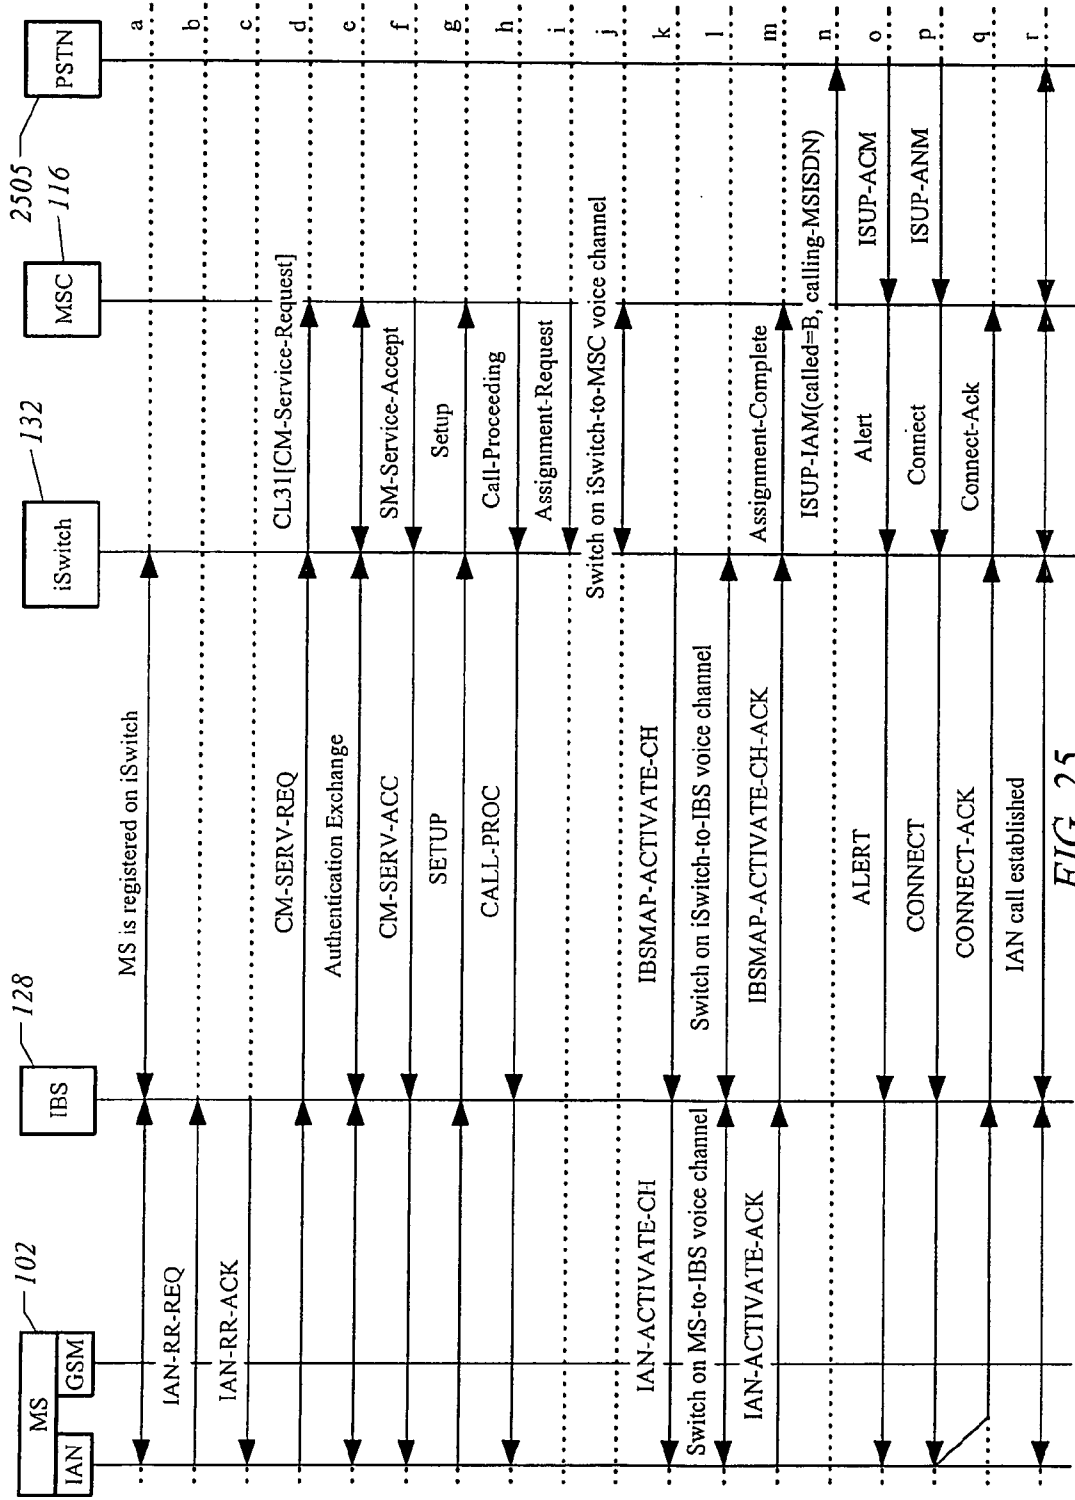 102
128
132
116
2505
MS
IAN
GSM
IBS
iSwitch
MSC
PSTN
MS is registered on iSwitch
a
IAN-RR-REQ
b
IAN-RR-ACK
c
CM-SERV-REQ
CL31[CM-Service-Request]
d
Authentication Exchange
e
CM-SERV-ACC
SM-Service-Accept
f
SETUP
Setup
g
CALL-PROC
Call-Proceeding
h
Assignment-Request
i
Switch on iSwitch-to-MSC voice channel
j
IAN-ACTIVATE-CH
IBSMAP-ACTIVATE-CH
k
Switch on MS-to-IBS voice channel
Switch on iSwitch-to-IBS voice channel
l
IAN-ACTIVATE-ACK
IBSMAP-ACTIVATE-CH-ACK
Assignment-Complete
m
ISUP-IAM(called=B, calling-MSISDN)
n
ALERT
Alert
ISUP-ACM
o
CONNECT
Connect
ISUP-ANM
p
CONNECT-ACK
Connect-Ack
q
IAN call established
r
FIG. 25